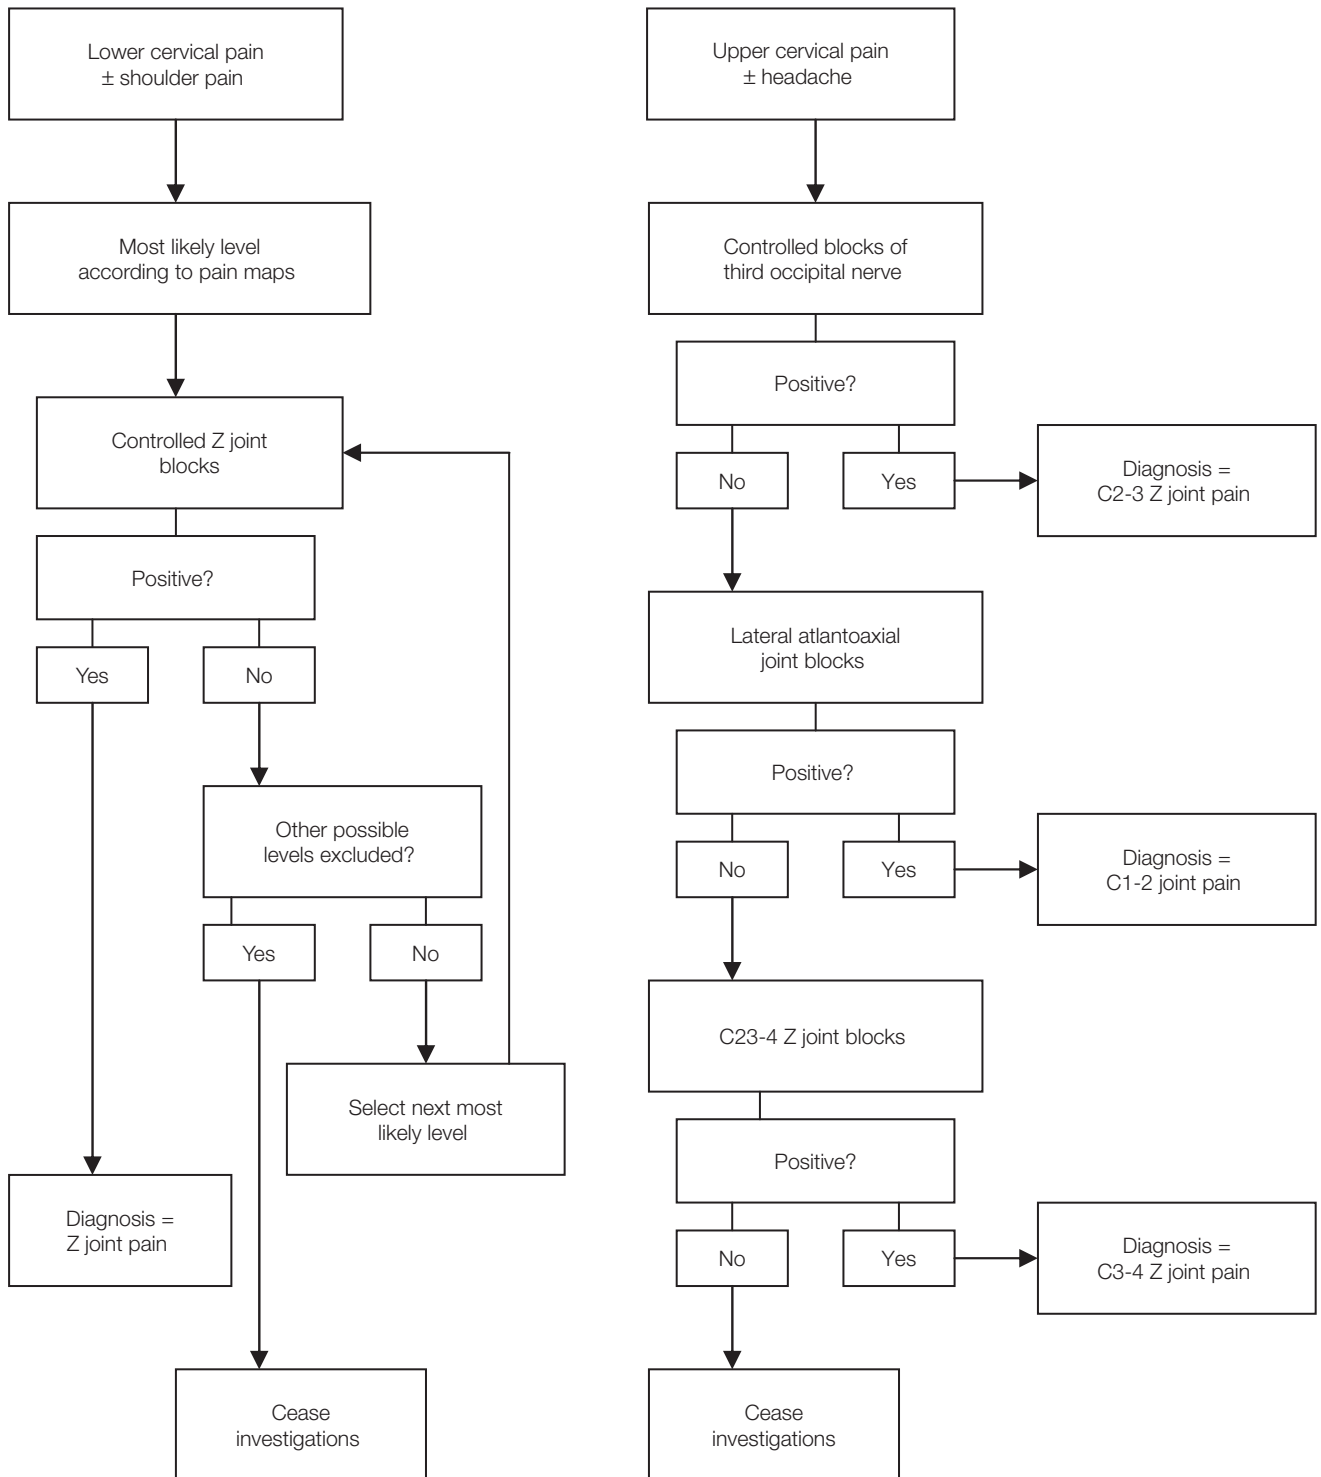 Lower cervical pain
± shoulder pain
Most likely level
according to pain maps
Controlled Z joint
blocks
Positive?
Yes
No
Other possible
levels excluded?
Yes
No
Select next most
likely level
Diagnosis =
Z joint pain
Cease
investigations
Upper cervical pain
± headache
Controlled blocks of
third occipital nerve
Positive?
No
Yes
Diagnosis =
C2-3 Z joint pain
Lateral atlantoaxial
joint blocks
Positive?
No
Yes
Diagnosis =
C1-2 joint pain
C23-4 Z joint blocks
Positive?
No
Yes
Diagnosis =
C3-4 Z joint pain
Cease
investigations